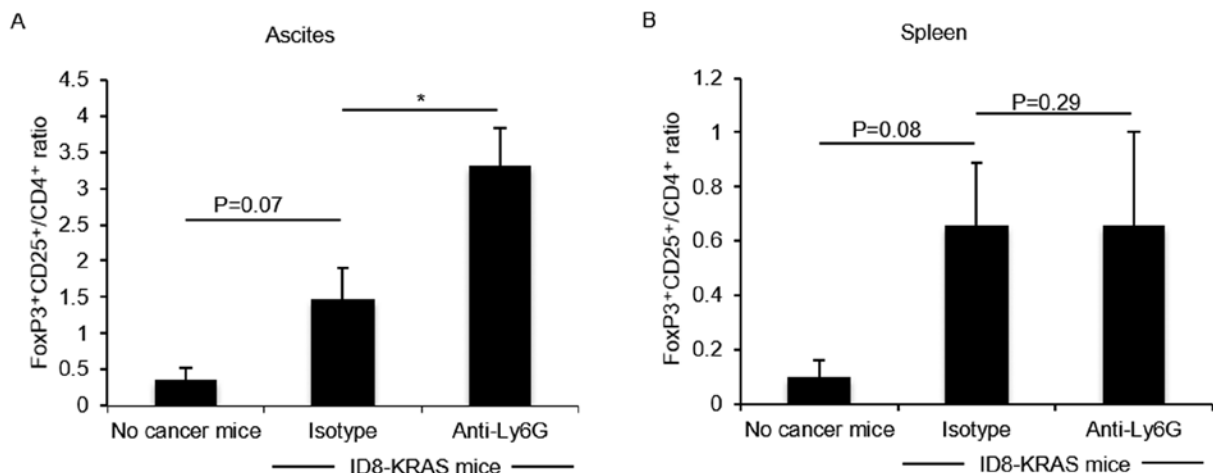 A
Ascites
FoxP3⁺CD25⁺/CD4⁺ ratio
4.5
4
3.5
3
2.5
2
1.5
1
0.5
0
*
P=0.07
No cancer mice
Isotype
Anti-Ly6G
ID8-KRAS mice
B
Spleen
FoxP3⁺CD25⁺/CD4⁺ ratio
1.2
1
0.8
0.6
0.4
0.2
0
P=0.08
P=0.29
No cancer mice
Isotype
Anti-Ly6G
ID8-KRAS mice